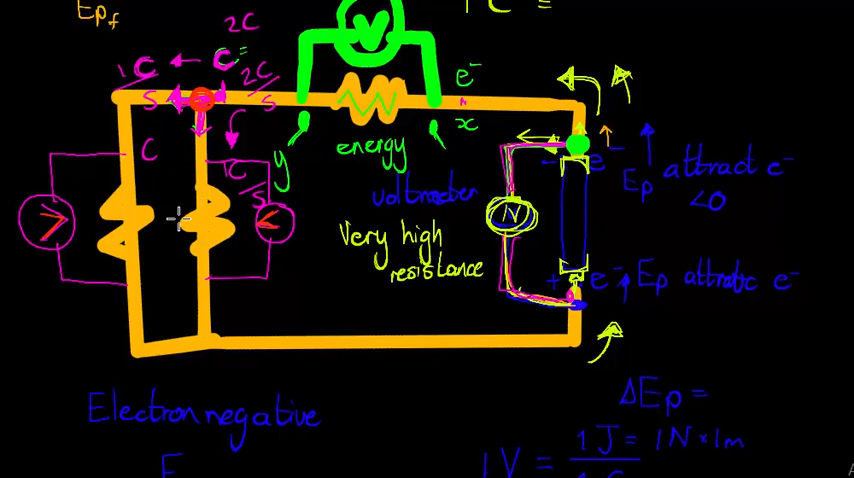 Ep_f
2C
1C =
1C ← C=
S
2C/S
e⁻
x
V
y
energy
C
C/S
voltmeter
V
Very high
resistance
− e⁻
Ep attract e⁻
<0
+ e⁻
Ep attract e⁻
Electron negative
E
ΔEp =
1V = 1J = 1N × 1m